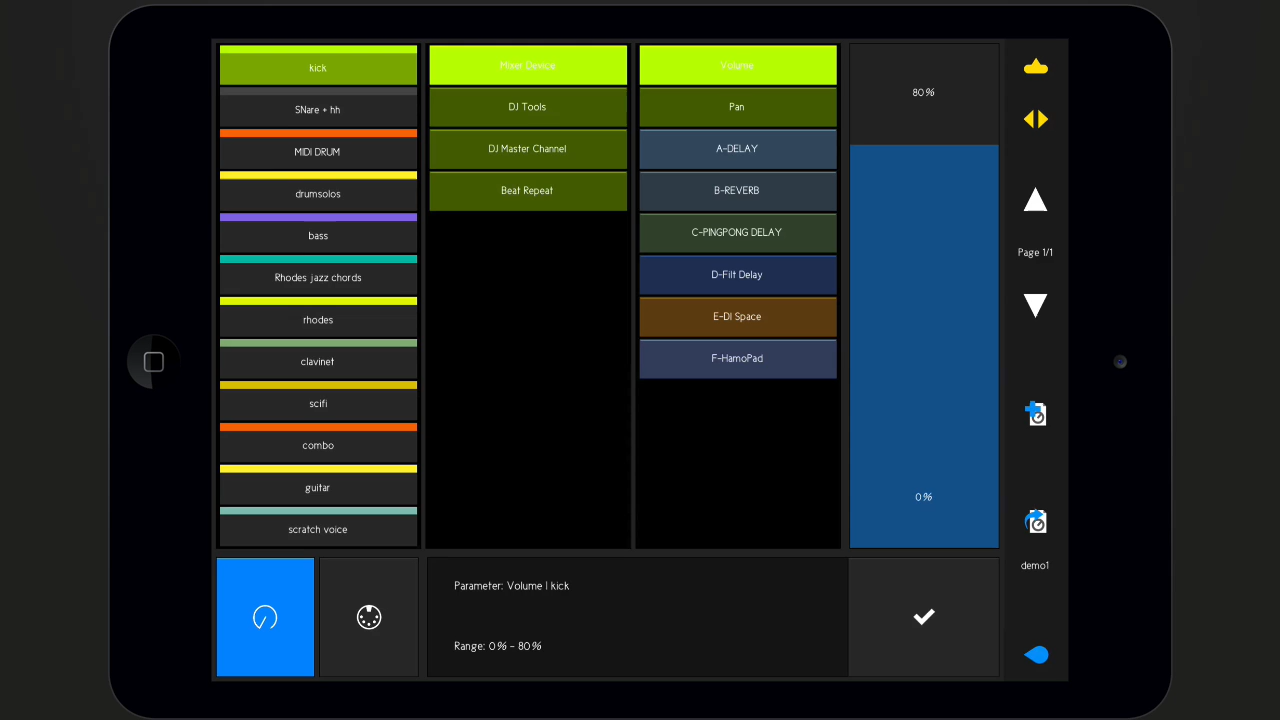 kick
SNare + hh
MIDI DRUM
drumsolos
bass
Rhodes jazz chords
rhodes
clavinet
scifi
combo
guitar
scratch voice
Mixer Device
DJ Tools
DJ Master Channel
Beat Repeat
Volume
Pan
A-DELAY
B-REVERB
C-PINGPONG DELAY
D-Filt Delay
E-DI Space
F-HamoPad
80%
0%
Page 1/1
demo1
Parameter: Volume | kick
Range: 0% - 80%